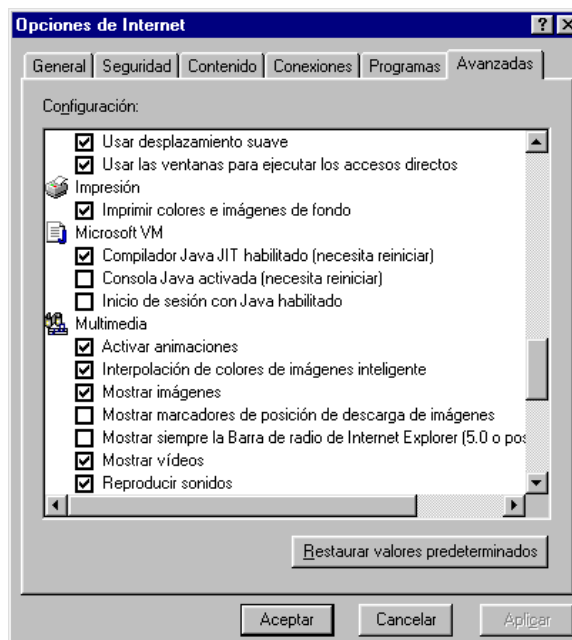 Opciones de Internet
General
Seguridad
Contenido
Conexiones
Programas
Avanzadas
Configuración:
Usar desplazamiento suave
Usar las ventanas para ejecutar los accesos directos
Impresión
Imprimir colores e imágenes de fondo
Microsoft VM
Compilador Java JIT habilitado (necesita reiniciar)
Consola Java activada (necesita reiniciar)
Inicio de sesión con Java habilitado
Multimedia
Activar animaciones
Interpolación de colores de imágenes inteligente
Mostrar imágenes
Mostrar marcadores de posición de descarga de imágenes
Mostrar siempre la Barra de radio de Internet Explorer (5.0 o pos
Mostrar vídeos
Reproducir sonidos
Restaurar valores predeterminados
Aceptar
Cancelar
Aplicar